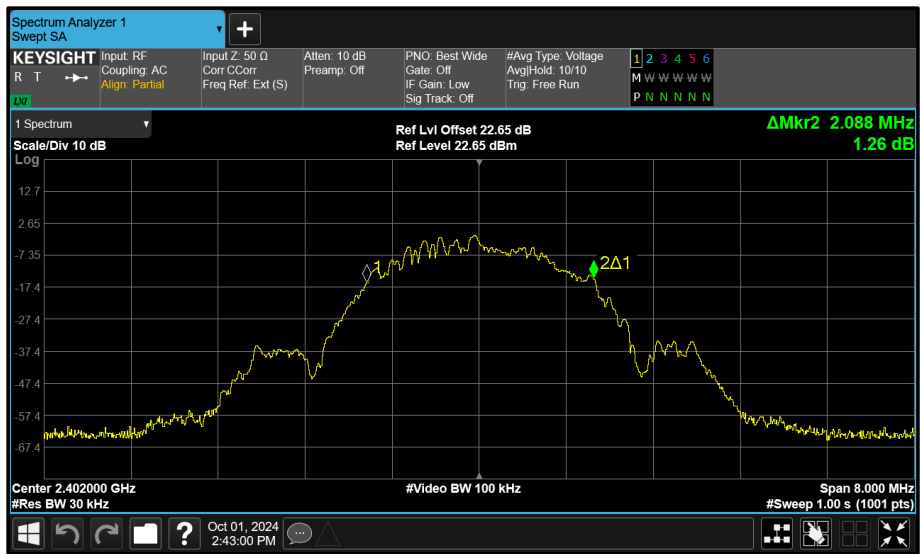 Spectrum Analyzer 1
Swept SA
KEYSIGHT
R T
LXI
Input: RF
Coupling: AC
Align: Partial
Input Z: 50 Ω
Corr CCorr
Freq Ref: Ext (S)
Atten: 10 dB
Preamp: Off
PNO: Best Wide
Gate: Off
IF Gain: Low
Sig Track: Off
#Avg Type: Voltage
Avg|Hold: 10/10
Trig: Free Run
1 2 3 4 5 6
M W W W W W
P N N N N N
1 Spectrum
Scale/Div 10 dB
Log
Ref Lvl Offset 22.65 dB
Ref Level 22.65 dBm
ΔMkr2 2.088 MHz
1.26 dB
12.7
2.65
-7.35
-17.4
-27.4
-37.4
-47.4
-57.4
-67.4
1
2Δ1
Center 2.402000 GHz
#Video BW 100 kHz
Span 8.000 MHz
#Res BW 30 kHz
#Sweep 1.00 s (1001 pts)
?
Oct 01, 2024
2:43:00 PM